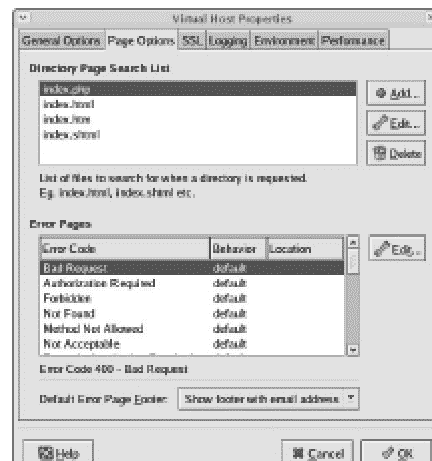 Virtual Host Properties
General Options Page Options SSL Logging Environment Performance
Directory Page Search List
index.php
index.html
index.htm
index.shtml
Add...
Edit...
Delete
List of files to search for when a directory is requested.
Eg. index.html, index.shtml etc.
Error Pages
Error Code Behavior Location
Bad Request default
Authorization Required default
Forbidden default
Not Found default
Method Not Allowed default
Not Acceptable default
Edit...
Error Code 400 - Bad Request
Default Error Page Footer: Show footer with email address
Help Cancel OK